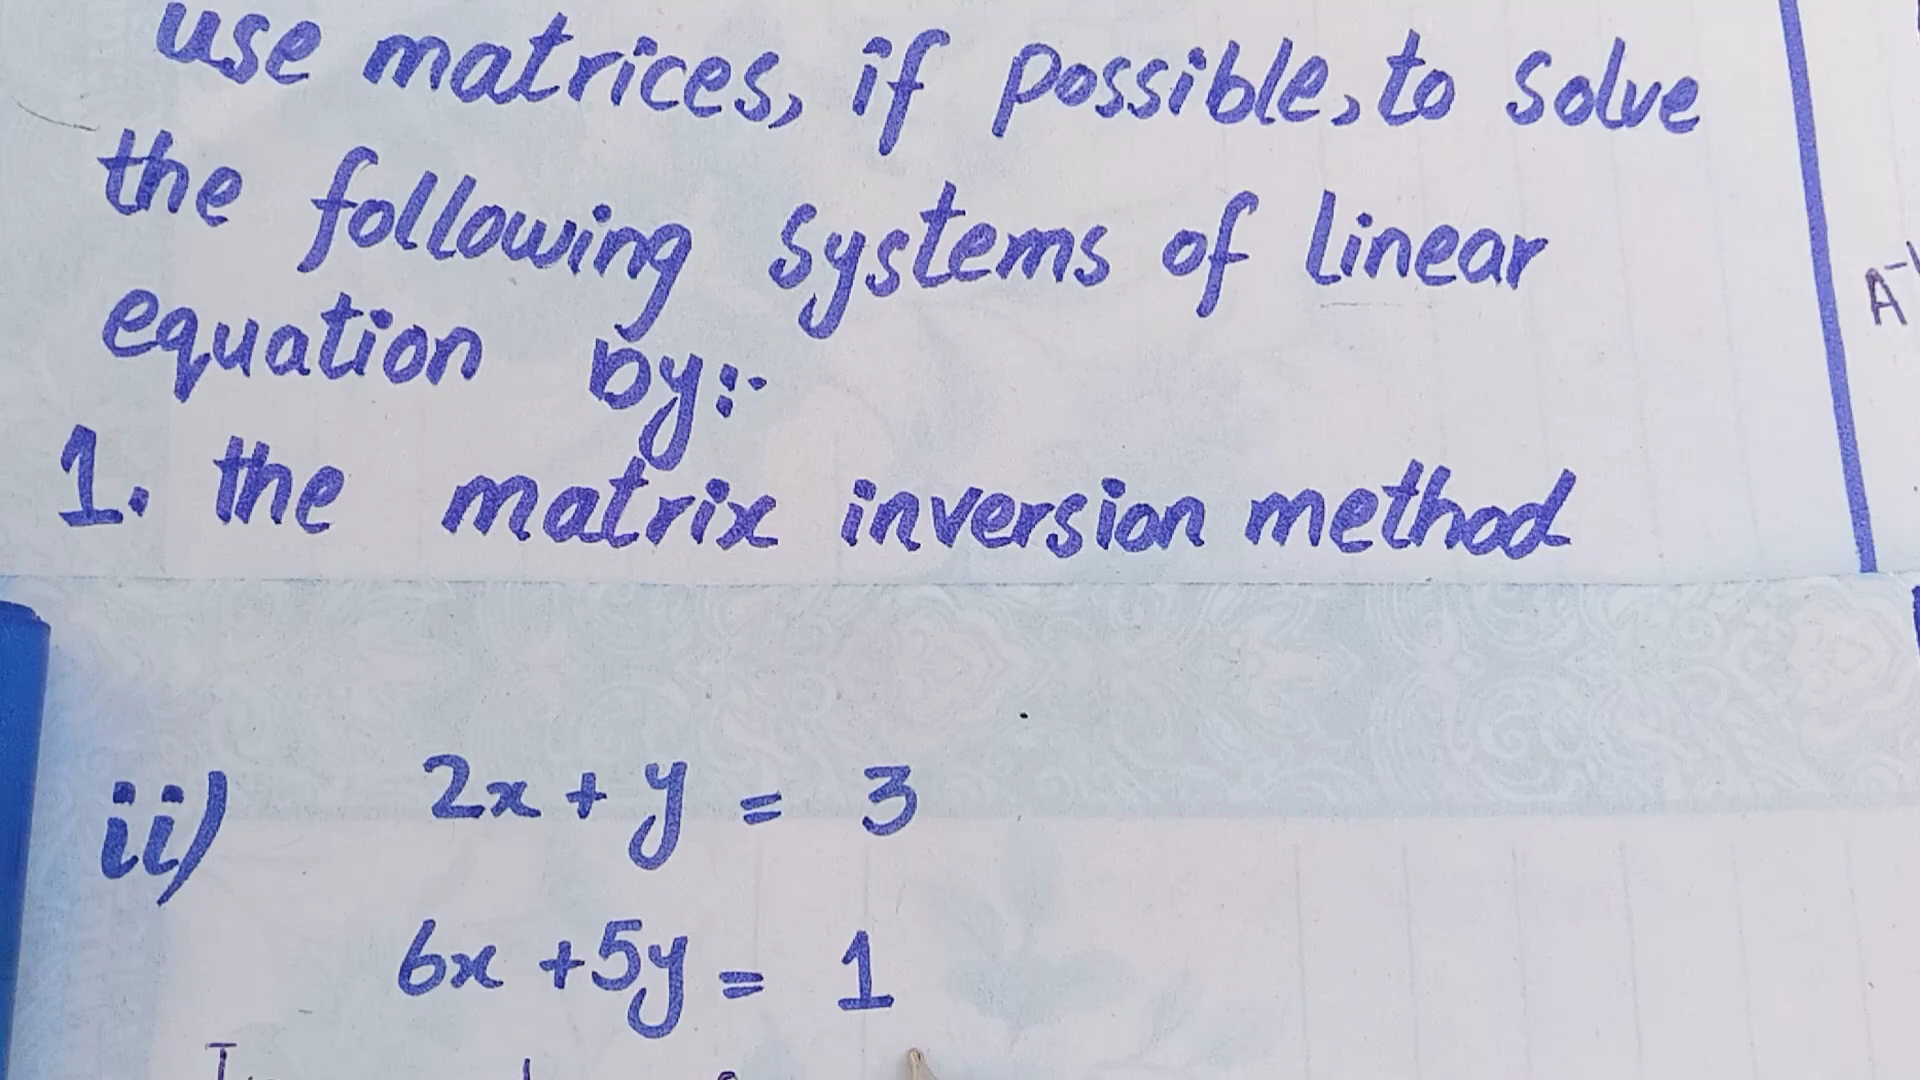 use matrices, if possible, to solve
the following systems of linear
equation by:-
1. the matrix inversion method
A⁻¹
ii) 2x + y = 3
6x + 5y = 1